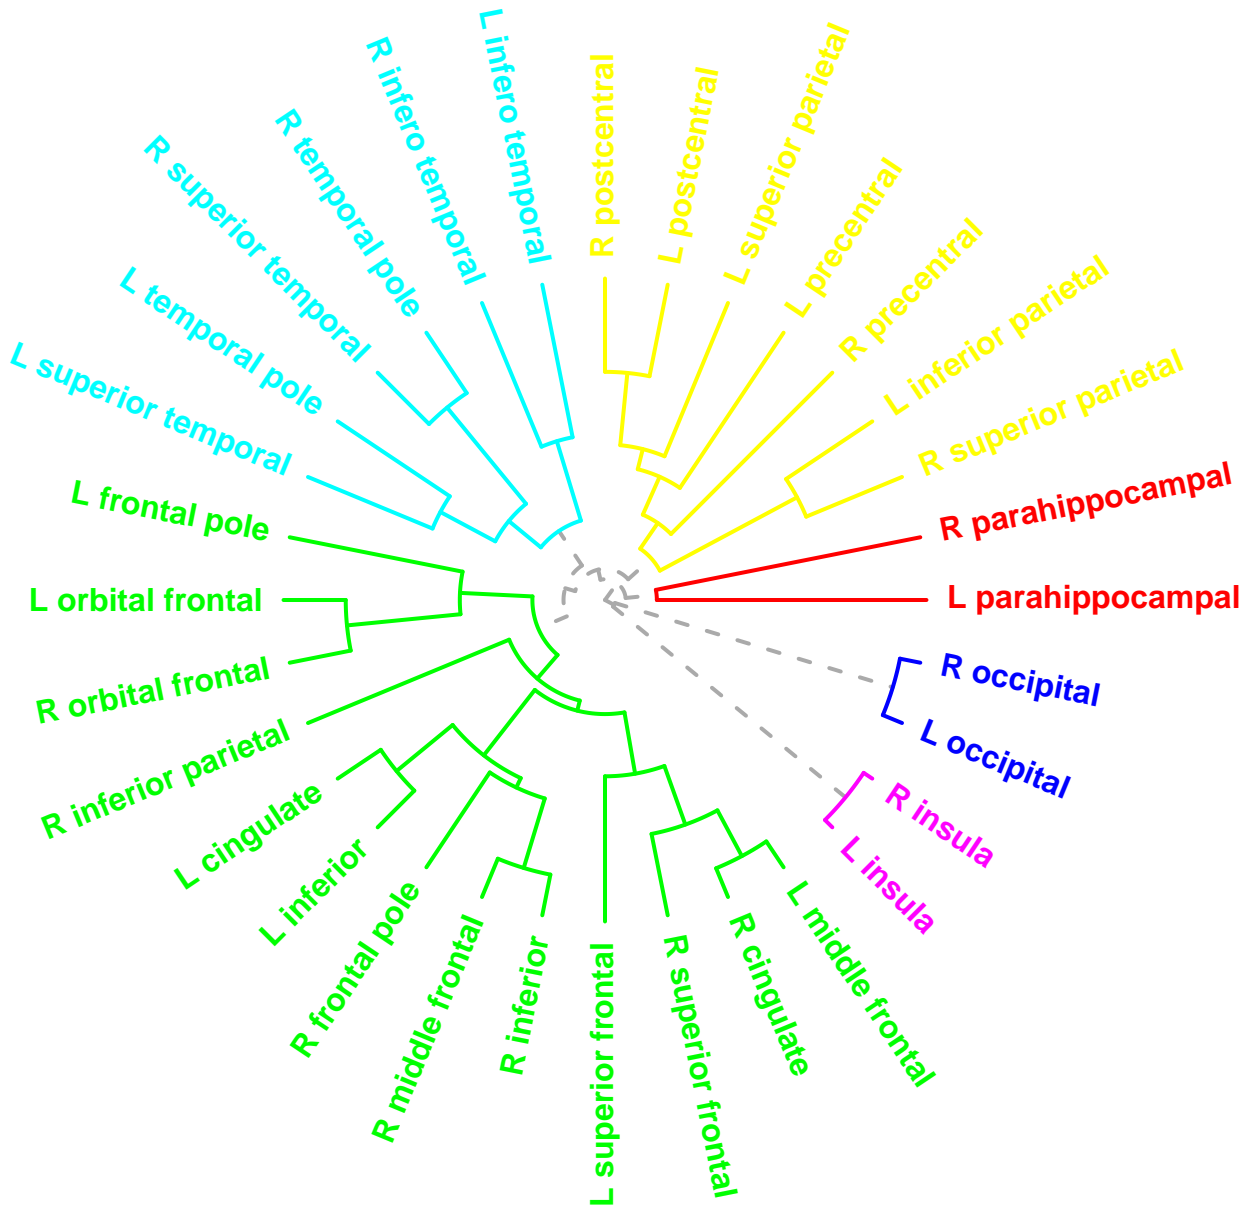 L infero temporal
R postcentral
L postcentral
L superior parietal
L precentral
R precentral
L inferior parietal
R superior parietal
R parahippocampal
L parahippocampal
R occipital
L occipital
R insula
L insula
L middle frontal
R cingulate
R superior frontal
L superior frontal
R inferior
R middle frontal
R frontal pole
L inferior
L cingulate
R inferior parietal
R orbital frontal
L orbital frontal
L frontal pole
L superior temporal
L temporal pole
R superior temporal
R temporal pole
R infero temporal